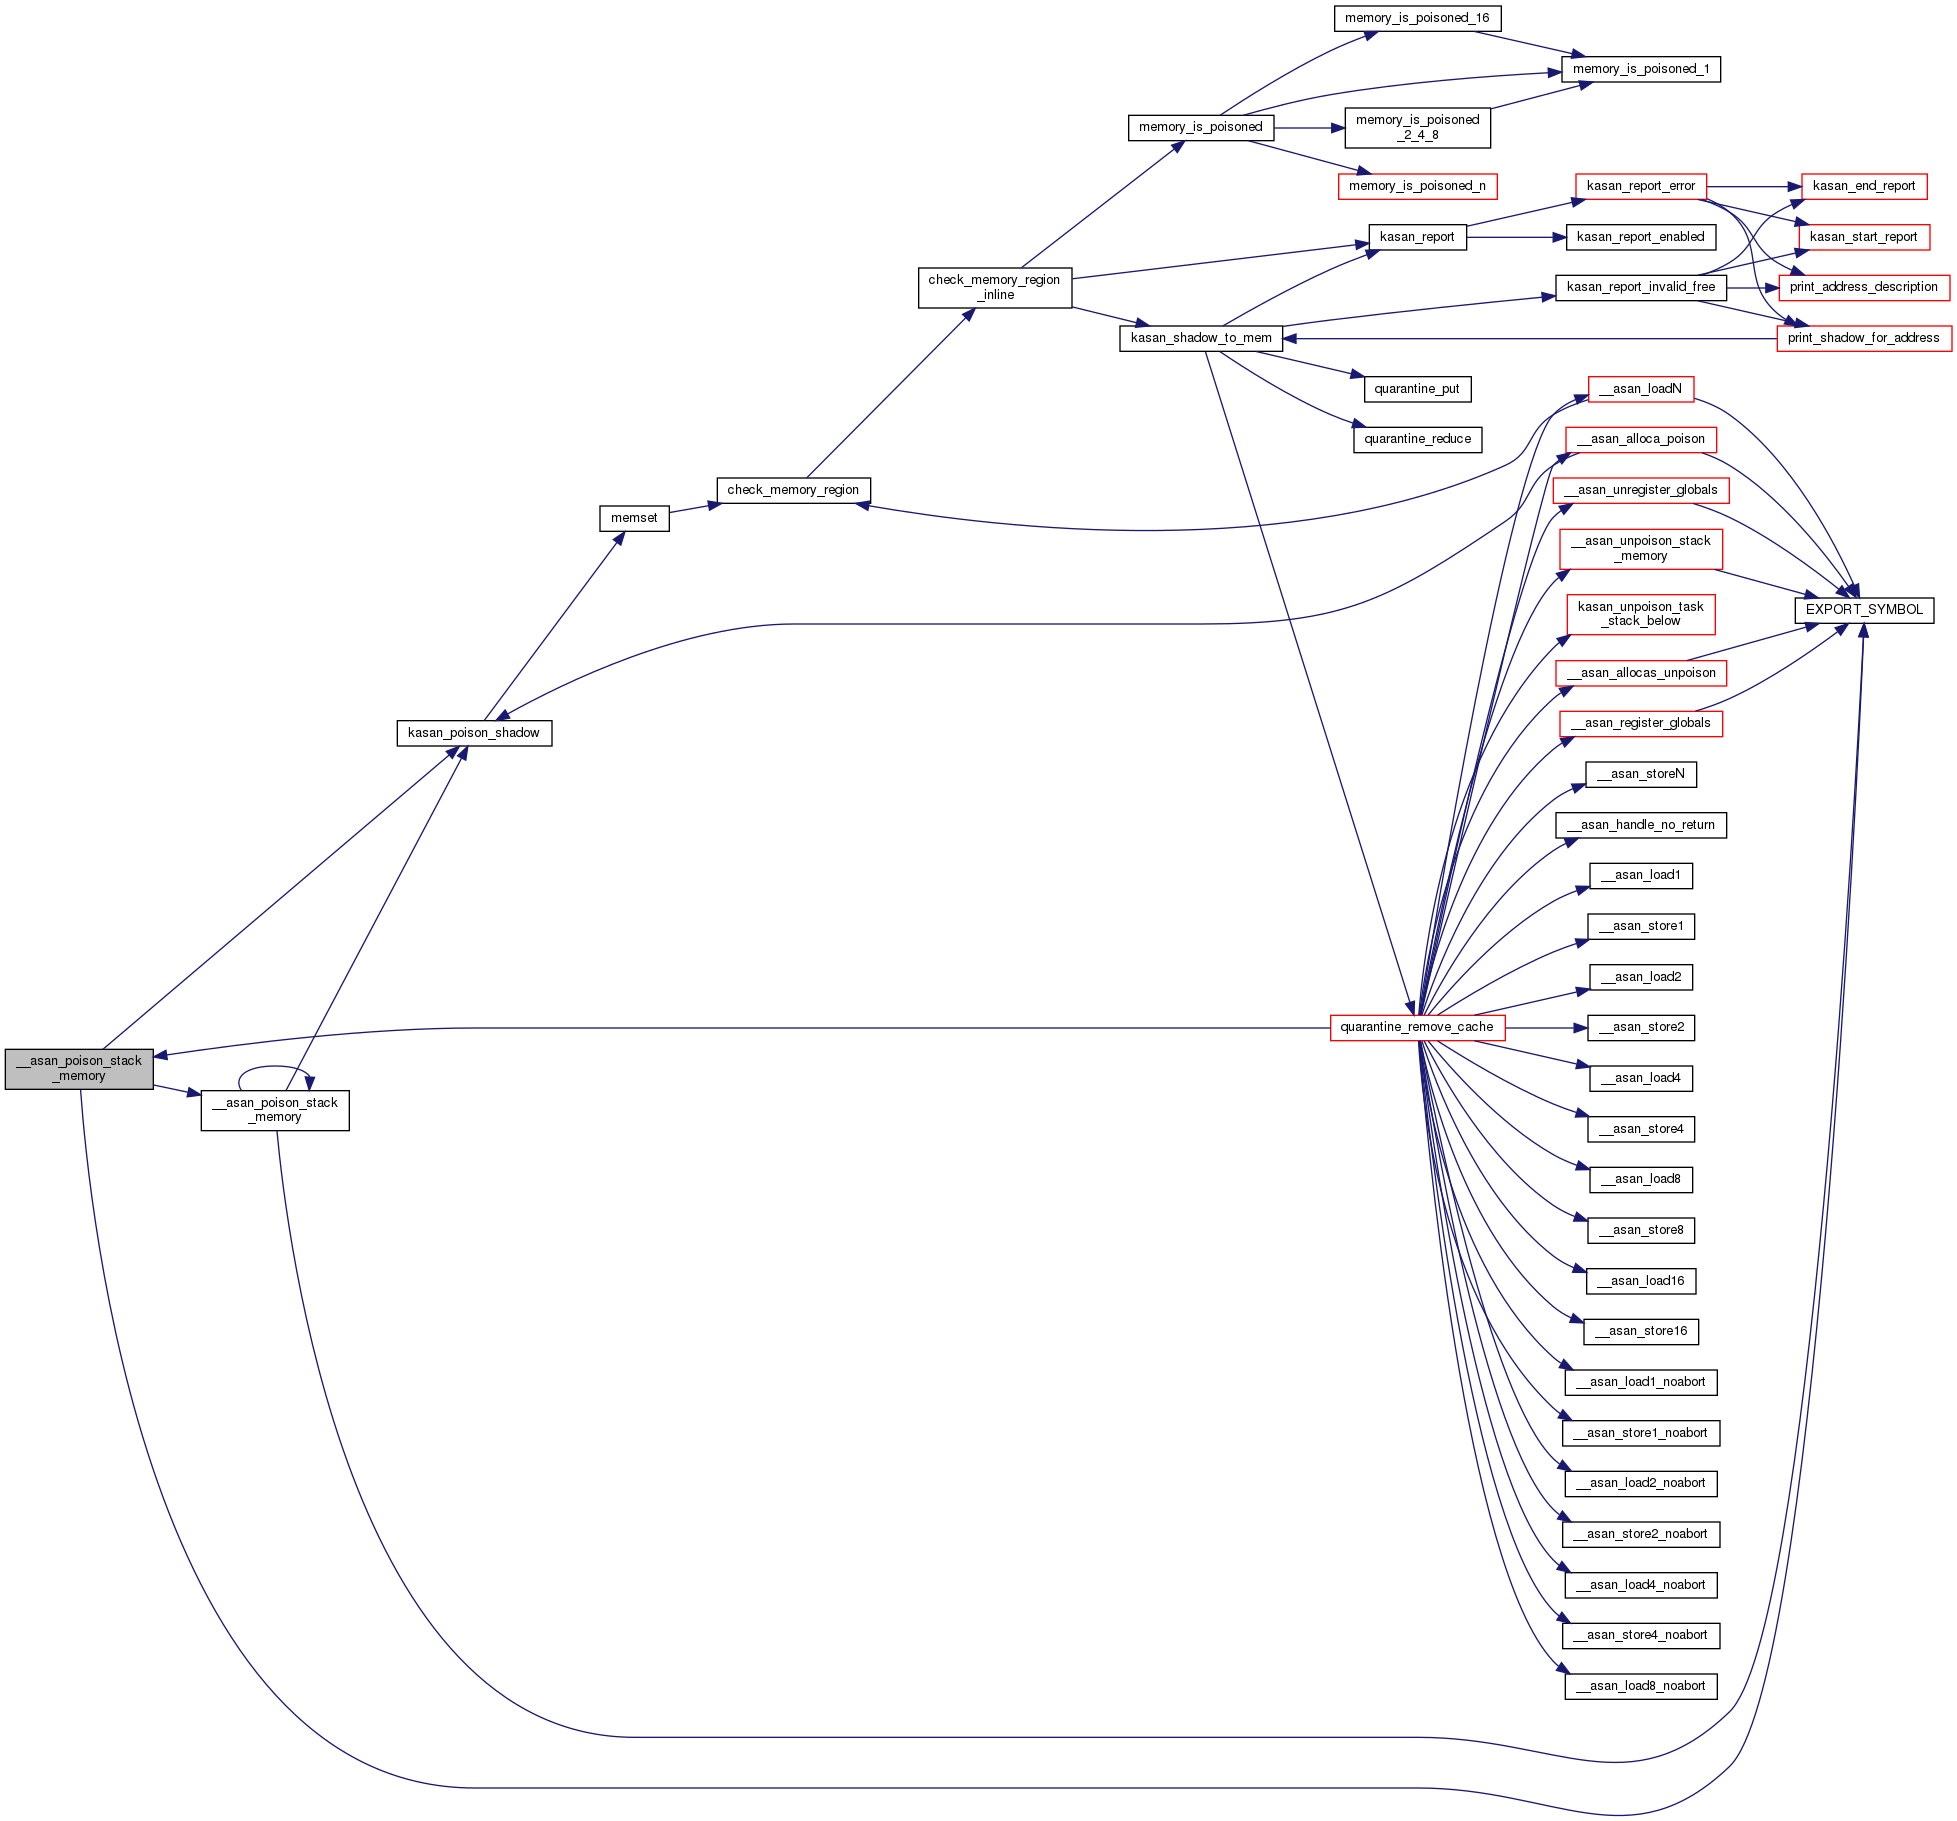 memory_is_poisoned_16
memory_is_poisoned_1
memory_is_poisoned
memory_is_poisoned
_2_4_8
memory_is_poisoned_n
kasan_report_error
kasan_end_report
kasan_report
kasan_report_enabled
kasan_start_report
check_memory_region
_inline
kasan_report_invalid_free
print_address_description
kasan_shadow_to_mem
print_shadow_for_address
quarantine_put
__asan_loadN
quarantine_reduce
__asan_alloca_poison
check_memory_region
__asan_unregister_globals
memset
__asan_unpoison_stack
_memory
kasan_unpoison_task
_stack_below
EXPORT_SYMBOL
__asan_allocas_unpoison
kasan_poison_shadow
__asan_register_globals
__asan_storeN
__asan_handle_no_return
__asan_load1
__asan_store1
__asan_load2
quarantine_remove_cache
__asan_store2
__asan_poison_stack
_memory
__asan_load4
__asan_poison_stack
_memory
__asan_store4
__asan_load8
__asan_store8
__asan_load16
__asan_store16
__asan_load1_noabort
__asan_store1_noabort
__asan_load2_noabort
__asan_store2_noabort
__asan_load4_noabort
__asan_store4_noabort
__asan_load8_noabort